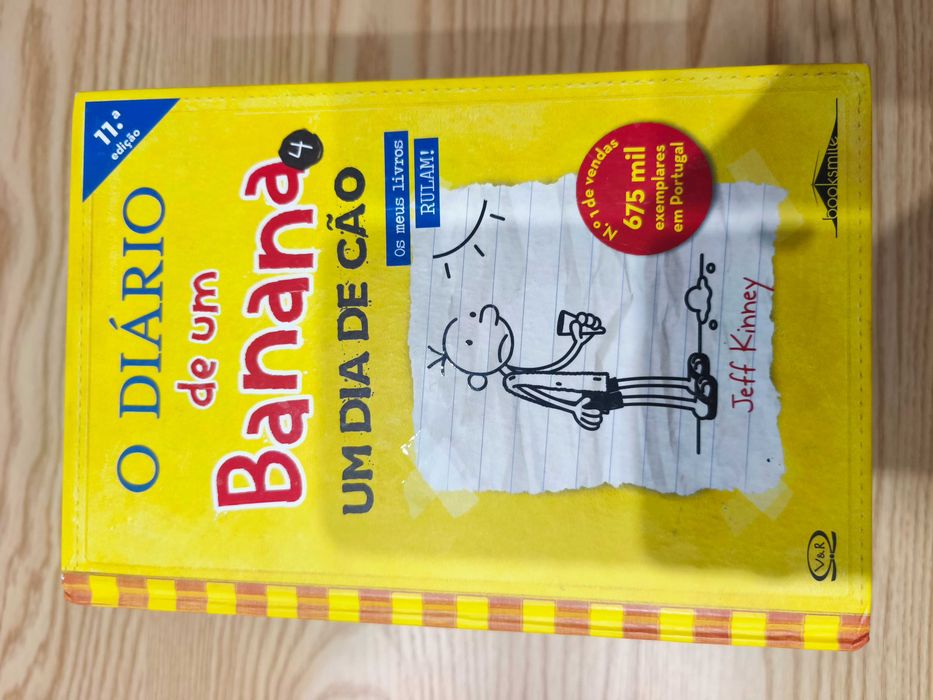 11.ª
edição
O DIÁRIO
de um
Banana
4
UM DIA DE CÃO
Os meus livros
RULAM!
N.º 1 de vendas
675 mil
exemplares
em Portugal
Jeff Kinney
V&R
booksmile